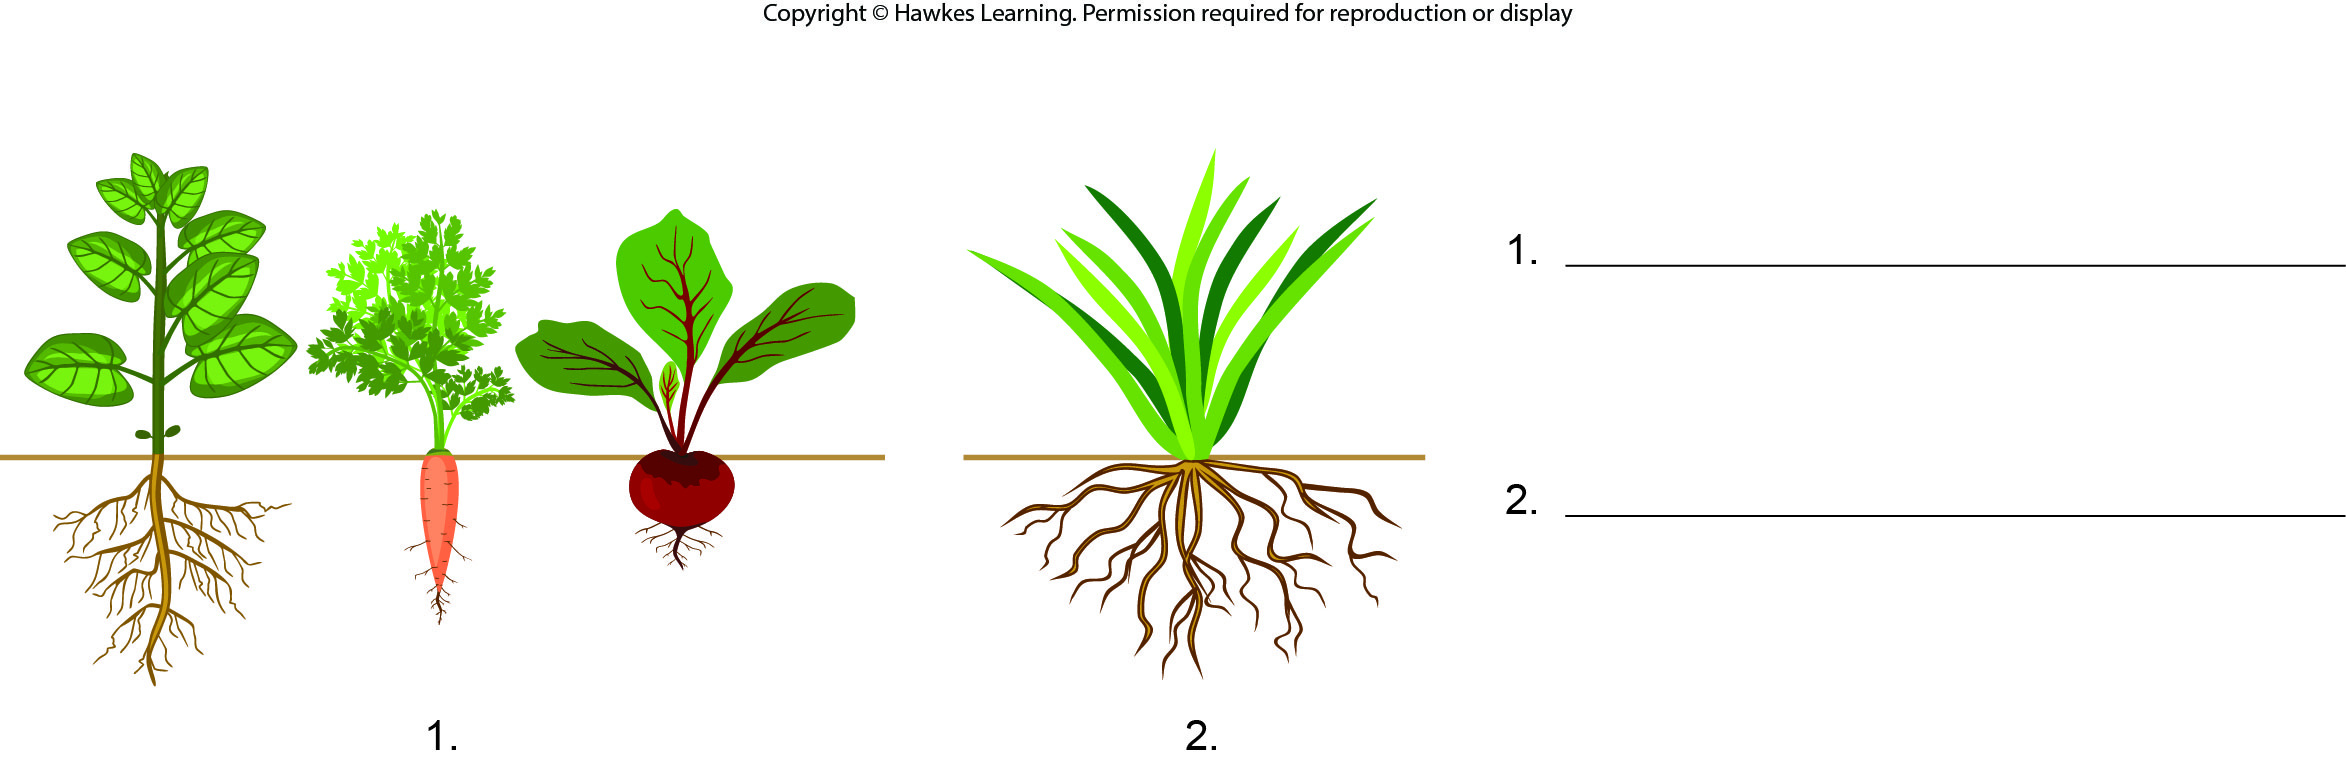 Copyright © Hawkes Learning. Permission required for reproduction or display
1.
2.
1.
2.